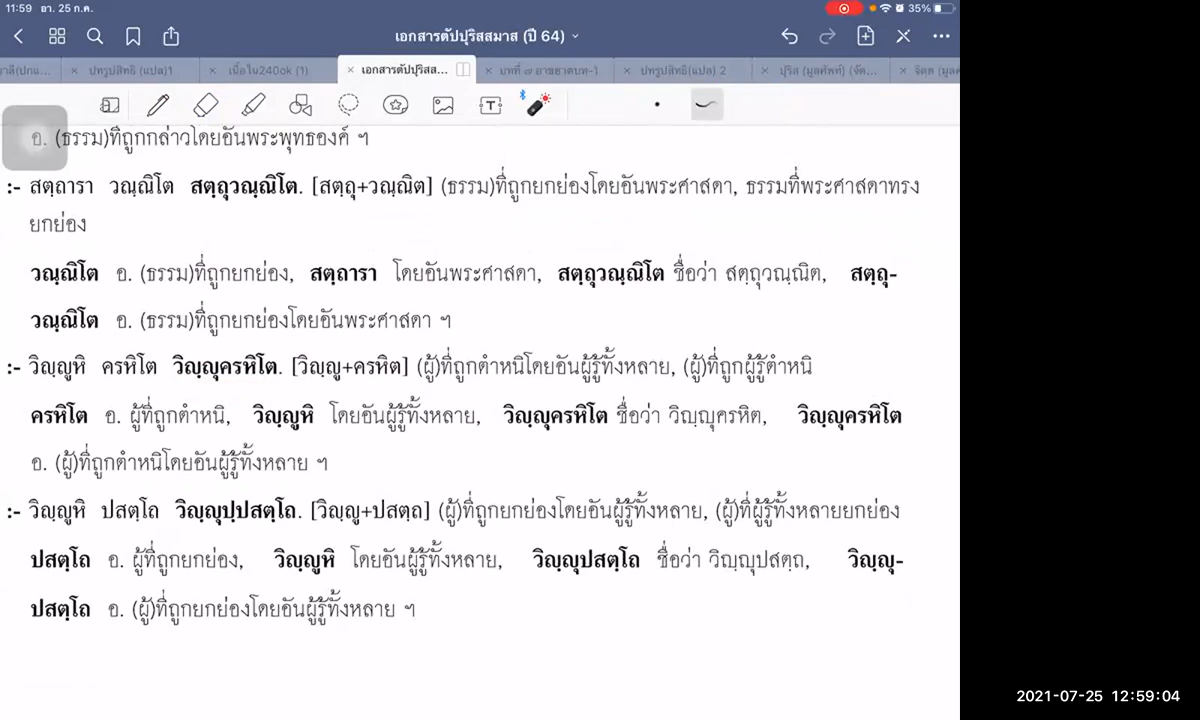 11:59 อา. 25 ก.ค. 35%
เอกสารตัปปุริสสมาส (ปี 64)
ปทรูปสิทธิ (แปล)1 เนื้อใน240ok (1) เอกสารตัปปุริสส... บทที่ ๗ อาขยาตบท-1 ปทรูปสิทธิ(แปล) 2 ปุริส (มูลศัพท์) (จัด...
อ. (ธรรม)ที่ถูกกล่าวโดยอันพระพุทธองค์ ฯ
:- สตฺถารา วณฺณิโต สตฺถุวณฺณิโต. [สตฺถุ+วณฺณิต] (ธรรม)ที่ถูกยกย่องโดยอันพระศาสดา, ธรรมที่พระศาสดาทรง
ยกย่อง
วณฺณิโต อ. (ธรรม)ที่ถูกยกย่อง, สตฺถารา โดยอันพระศาสดา, สตฺถุวณฺณิโต ชื่อว่า สตฺถุวณฺณิต, สตฺถุ-
วณฺณิโต อ. (ธรรม)ที่ถูกยกย่องโดยอันพระศาสดา ฯ
:- วิญฺญูหิ ครหิโต วิญฺญุครหิโต. [วิญฺญู+ครหิต] (ผู้)ที่ถูกตำหนิโดยอันผู้รู้ทั้งหลาย, (ผู้)ที่ถูกผู้รู้ตำหนิ
ครหิโต อ. ผู้ที่ถูกตำหนิ, วิญฺญูหิ โดยอันผู้รู้ทั้งหลาย, วิญฺญุครหิโต ชื่อว่า วิญฺญุครหิต, วิญฺญุครหิโต
อ. (ผู้)ที่ถูกตำหนิโดยอันผู้รู้ทั้งหลาย ฯ
:- วิญฺญูหิ ปสตฺโถ วิญฺญุปฺปสตฺโถ. [วิญฺญู+ปสตฺถ] (ผู้)ที่ถูกยกย่องโดยอันผู้รู้ทั้งหลาย, (ผู้)ที่ผู้รู้ทั้งหลายยกย่อง
ปสตฺโถ อ. ผู้ที่ถูกยกย่อง, วิญฺญูหิ โดยอันผู้รู้ทั้งหลาย, วิญฺญุปสตฺโถ ชื่อว่า วิญฺญุปสตฺถ, วิญฺญุ-
ปสตฺโถ อ. (ผู้)ที่ถูกยกย่องโดยอันผู้รู้ทั้งหลาย ฯ
2021-07-25 12:59:04